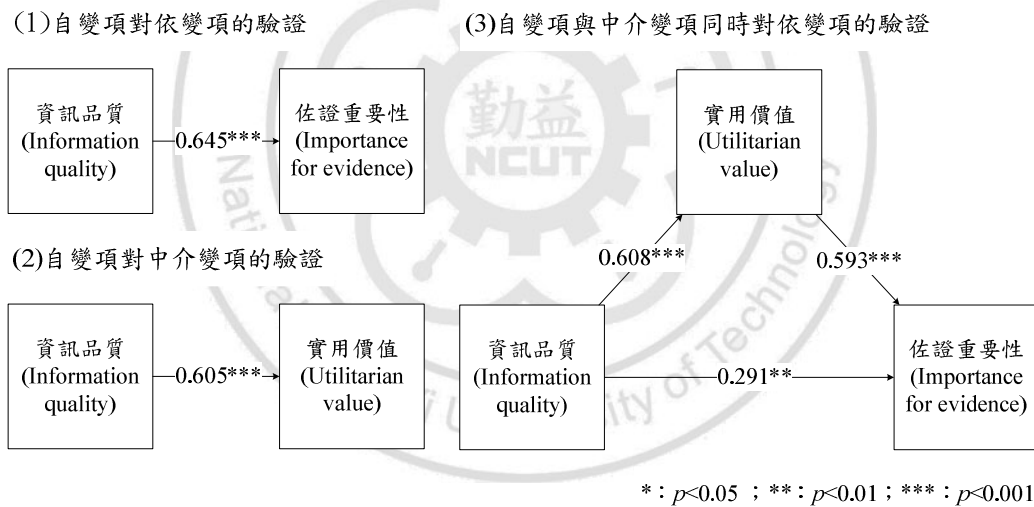 (1)自變項對依變項的驗證
資訊品質
(Information
quality)
0.645***
佐證重要性
(Importance
for evidence)
(2)自變項對中介變項的驗證
資訊品質
(Information
quality)
0.605***
實用價值
(Utilitarian
value)
(3)自變項與中介變項同時對依變項的驗證
實用價值
(Utilitarian
value)
0.608***
0.593***
資訊品質
(Information
quality)
0.291**
佐證重要性
(Importance
for evidence)
*：p<0.05 ；**：p<0.01；***：p<0.001
勤益
NCUT
of Technology